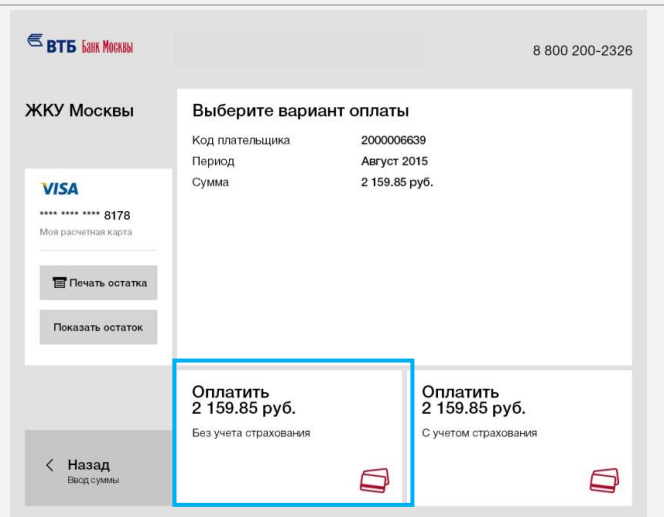 ВТБ Банк Москвы
8 800 200-2326
ЖКУ Москвы
VISA
**** **** **** 8178
Моя расчетная карта
Печать остатка
Показать остаток
Выберите вариант оплаты
Код плательщика 2000006639
Период Август 2015
Сумма 2 159.85 руб.
Оплатить
2 159.85 руб.
Без учета страхования
Оплатить
2 159.85 руб.
С учетом страхования
Назад
Ввод суммы